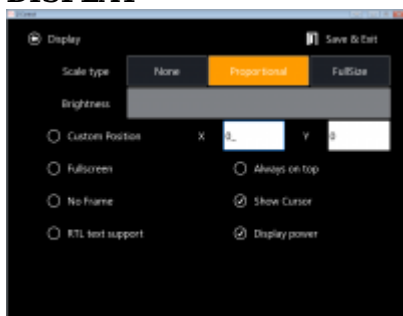 DISPLAY
Display Save & Exit
Scale type None Proportional FullSize
Brightness
Custom Position X 0_ Y 0
Fullscreen Always on top
No Frame Show Cursor
RTL text support Display power